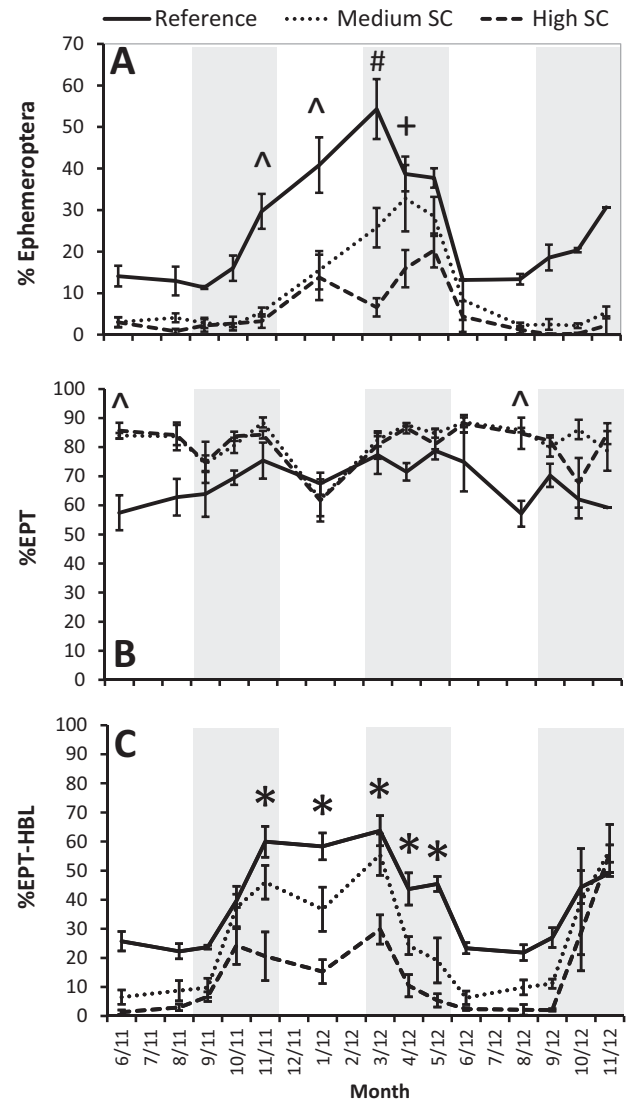 Reference Medium SC High SC
A
% Ephemeroptera
70
60
50
40
30
20
10
0
^ ^ # +
B
%EPT
100
90
80
70
60
50
40
30
20
10
0
^ ^
C
%EPT-HBL
100
90
80
70
60
50
40
30
20
10
0
* * * * *
6/11 7/11 8/11 9/11 10/11 11/11 12/11 1/12 2/12 3/12 4/12 5/12 6/12 7/12 8/12 9/12 10/12 11/12
Month